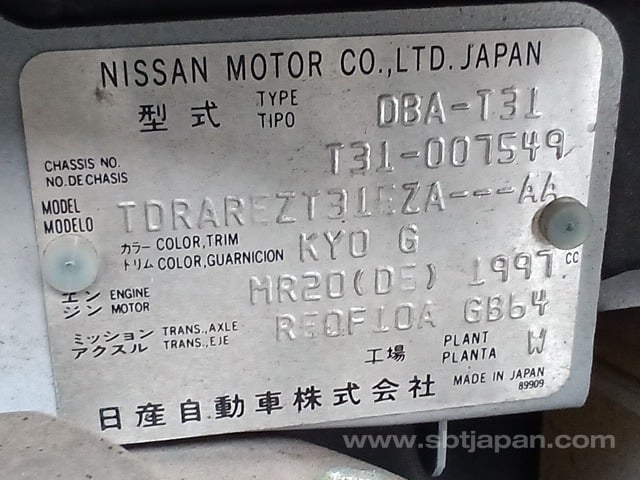 NISSAN MOTOR CO.,LTD. JAPAN
型式 TYPE TIPO DBA-T31
CHASSIS NO. NO. DE CHASIS T31-007549
MODEL MODELO TDRAREZT31EZA---AA
カラー COLOR, TRIM トリム COLOR, GUARNICION KY0 G
エンジン ENGINE MOTOR MR20(DE) 1997 CC
ミッション アクスル TRANS., AXLE TRANS., EJE RE0F10A GB64
工場 PLANT PLANTA W
日産自動車株式会社 MADE IN JAPAN
89909
www.sbtjapan.com